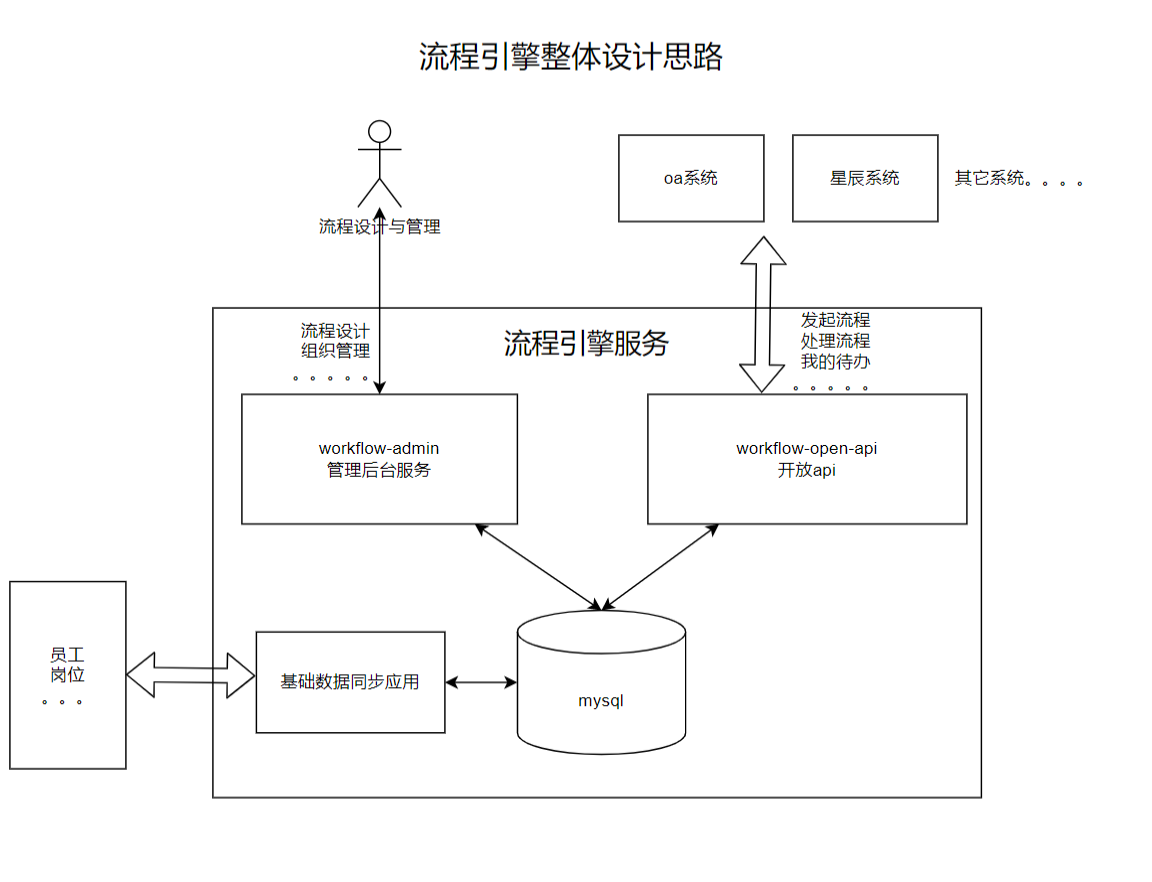 流程引擎整体设计思路
流程设计与管理
oa系统
星辰系统
其它系统。。。。
流程设计
组织管理
。。。。。
流程引擎服务
发起流程
处理流程
我的待办
。。。。。
workflow-admin
管理后台服务
workflow-open-api
开放api
员工
岗位
。。。
基础数据同步应用
mysql